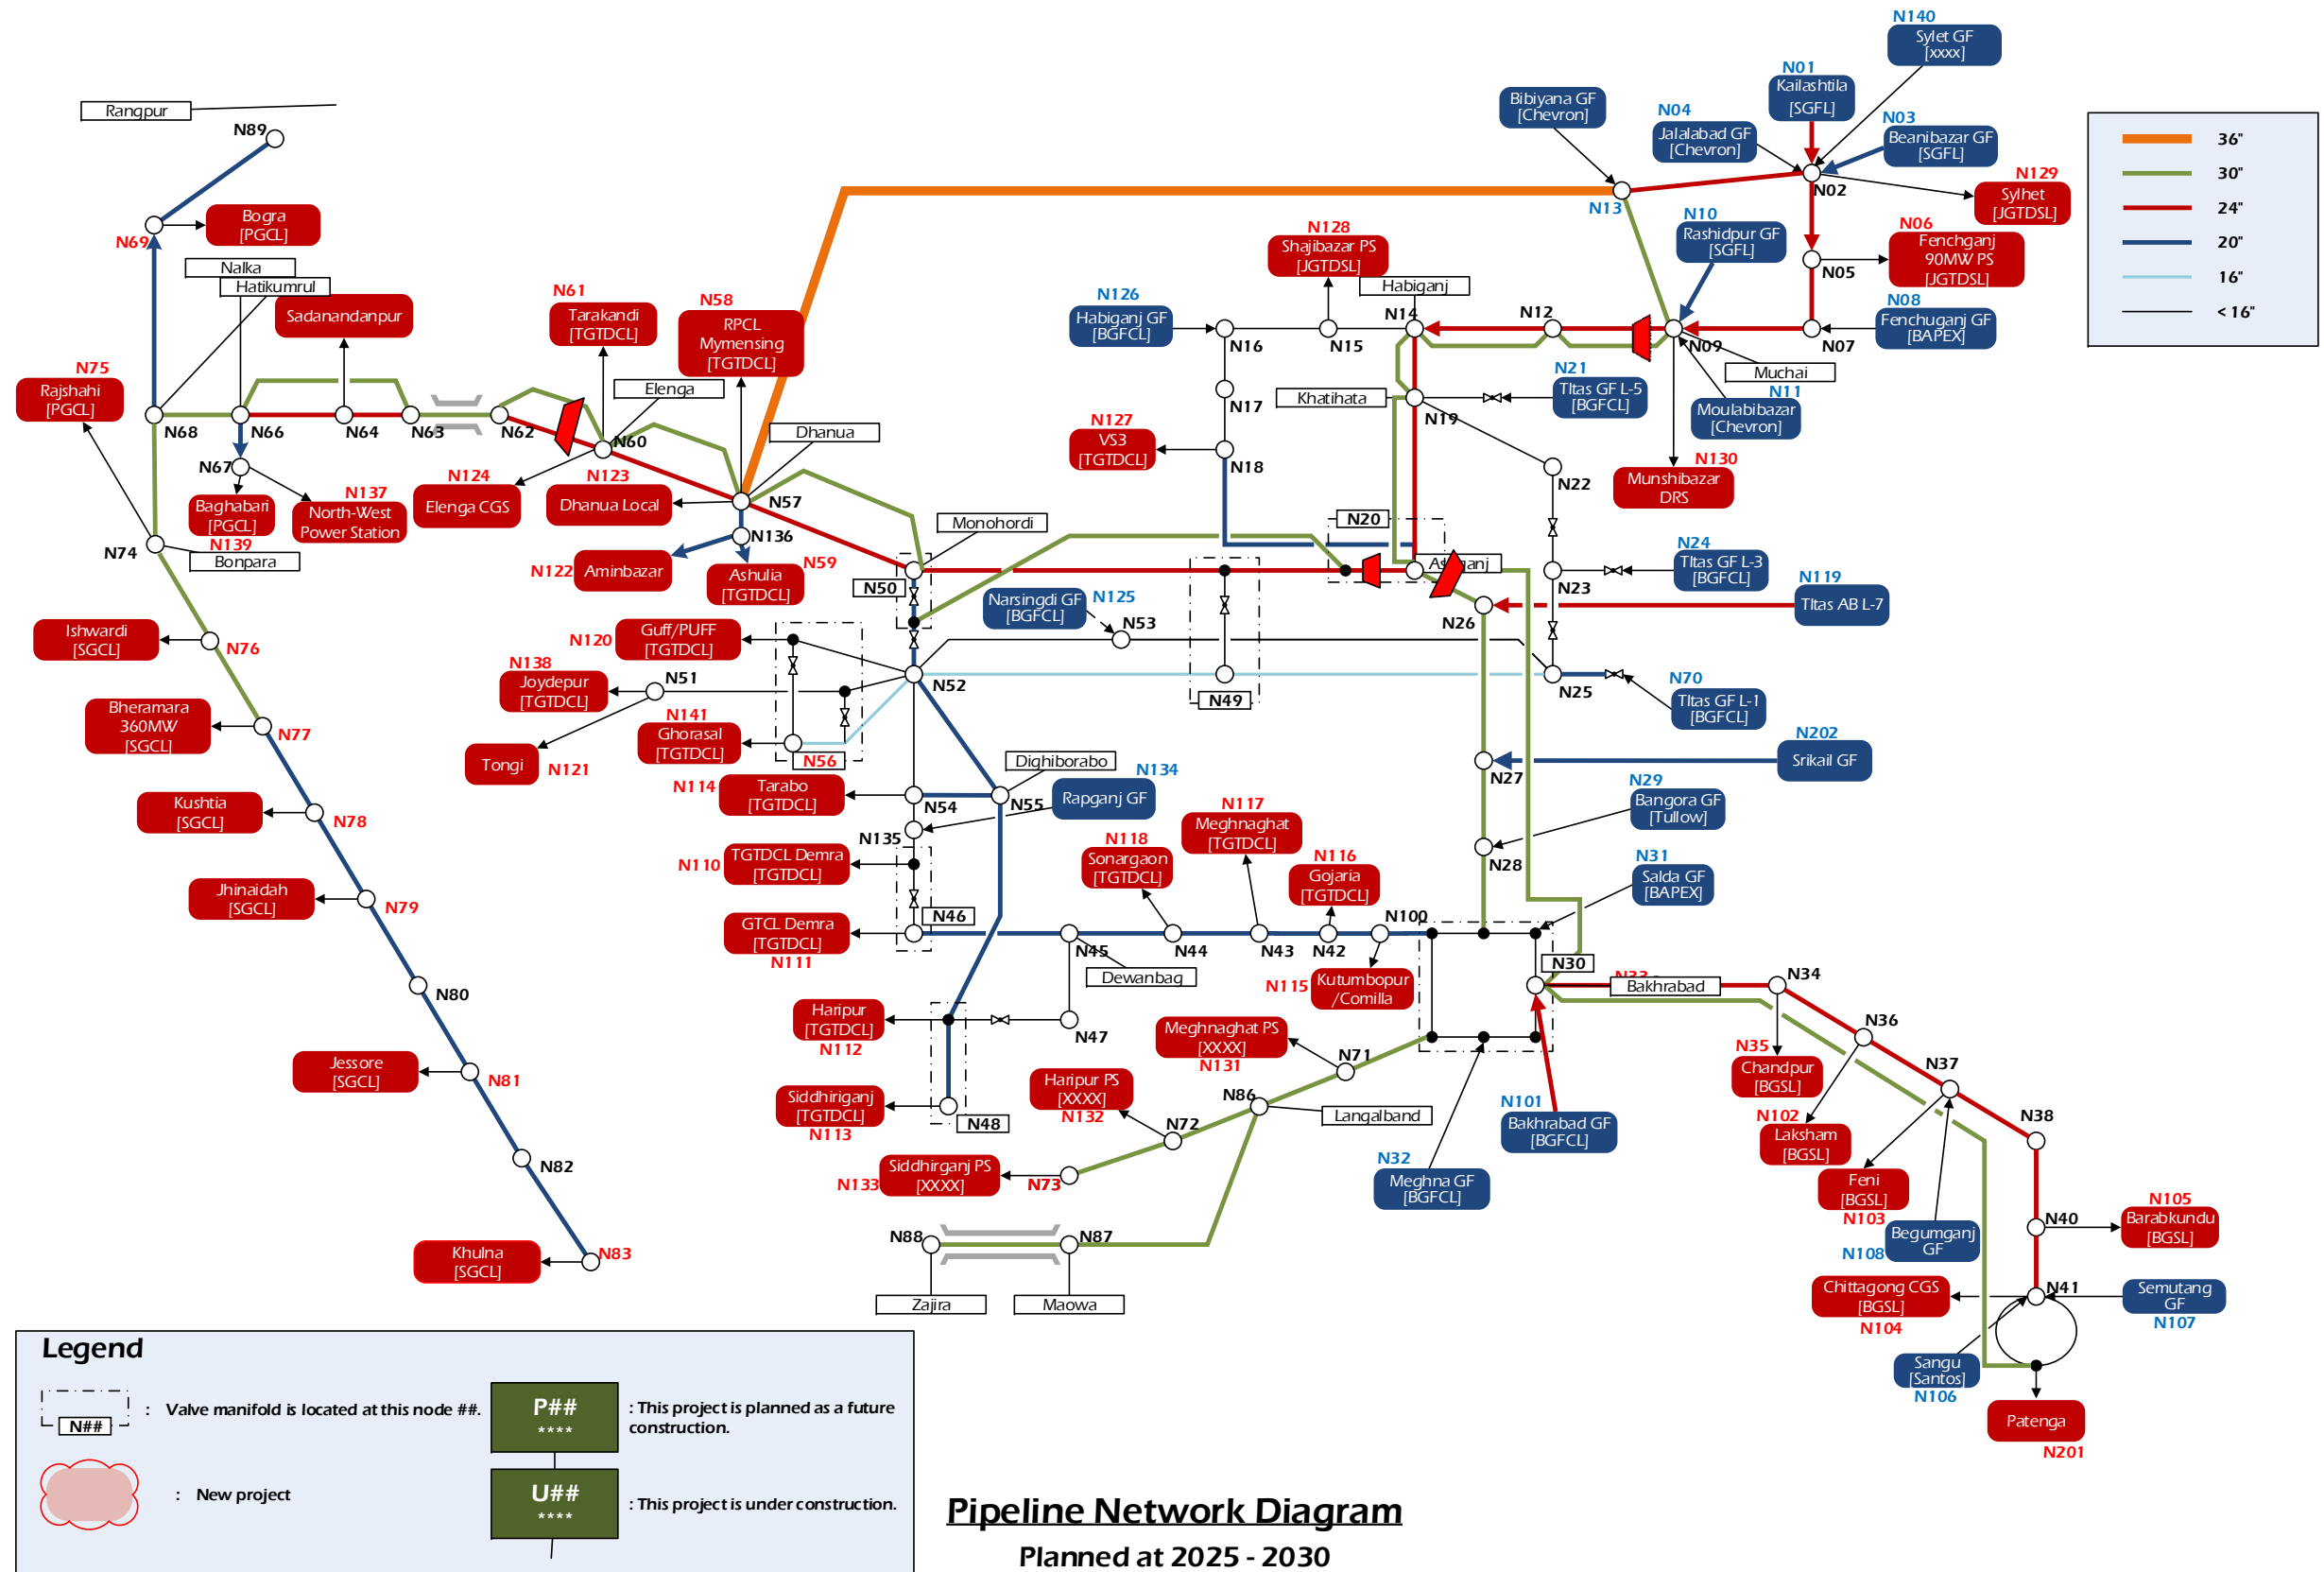 N140
Sylet GF
[xxxx]
N01
Kailashtila
[SGFL]
Bibiyana GF
[Chevron]
N04
Jalalabad GF
[Chevron]
N03
Beanibazar GF
[SGFL]
Rangpur
N89
36"
30"
24"
20"
16"
< 16"
N02
N129
Sylhet
[JGTDSL]
N13
N10
Rashidpur GF
[SGFL]
N06
Fenchganj
90MW PS
[JGTDSL]
N05
Bogra
[PGCL]
N69
N128
Shajibazar PS
[JGTDSL]
Nalka
Hatikumrul
Habiganj
N61
Tarakandi
[TGTDCL]
N58
RPCL
Mymensing
[TGTDCL]
N126
Habiganj GF
[BGFCL]
N08
Fenchuganj GF
[BAPEX]
Sadanandanpur
N14
N12
N16
N15
N09
N07
N75
Rajshahi
[PGCL]
Elenga
Muchai
N21
TItas GF L-5
[BGFCL]
N11
Moulabibazar
[Chevron]
Khatihata
N17
N19
N68
N66
N64
N63
N62
N60
Dhanua
N127
VS3
[TGTDCL]
N18
N67
N124
Elenga CGS
N123
Dhanua Local
N57
N22
N130
Munshibazar
DRS
Baghabari
[PGCL]
N137
North-West
Power Station
N139
Bonpara
N74
Monohordi
N20
N136
N122
Aminbazar
N59
Ashulia
[TGTDCL]
N50
N24
TItas GF L-3
[BGFCL]
N23
N119
TItas AB L-7
Narsingdi GF
[BGFCL]
N125
N53
N26
Ishwardi
[SGCL]
N76
N120
Guff/PUFF
[TGTDCL]
N138
Joydepur
[TGTDCL]
N51
N52
N49
N25
N70
TItas GF L-1
[BGFCL]
Bheramara
360MW
[SGCL]
N77
N141
Ghorasal
[TGTDCL]
N56
Tongi
N121
Dighiborabo
N202
Srikail GF
N27
N114
Tarabo
[TGTDCL]
N54
N55
N134
Rapganj GF
N29
Bangora GF
[Tullow]
Kushtia
[SGCL]
N78
N135
N117
Meghnaghat
[TGTDCL]
N118
Sonargaon
[TGTDCL]
N110
TGTDCL Demra
[TGTDCL]
N28
N116
Gojaria
[TGTDCL]
N31
Salda GF
[BAPEX]
Jhinaidah
[SGCL]
N79
N46
GTCL Demra
[TGTDCL]
N111
N45
N44
N43
N42
N100
Dewanbag
N115
Kutumbopur
/Comilla
N30
Bakhrabad
N34
N80
Haripur
[TGTDCL]
N112
N47
Meghnaghat PS
[XXXX]
N131
N71
N36
N35
Chandpur
[BGSL]
N37
Jessore
[SGCL]
N81
Haripur PS
[XXXX]
N132
N86
Langalband
N101
Bakhrabad GF
[BGFCL]
N38
Siddhiriganj
[TGTDCL]
N113
N48
N72
N102
Laksham
[BGSL]
N82
N133
Siddhirganj PS
[XXXX]
N73
N32
Meghna GF
[BGFCL]
Feni
[BGSL]
N103
N105
Barabkundu
[BGSL]
N40
N88
N87
Begumganj
GF
N108
Khulna
[SGCL]
N83
Zajira
Maowa
Chittagong CGS
[BGSL]
N104
N41
Semutang
GF
N107
Sangu
[Santos]
N106
Patenga
N201
Legend
N##
: Valve manifold is located at this node ##.
P##
****
: This project is planned as a future
construction.
: New project
U##
****
: This project is under construction.
Pipeline Network Diagram
Planned at 2025 - 2030